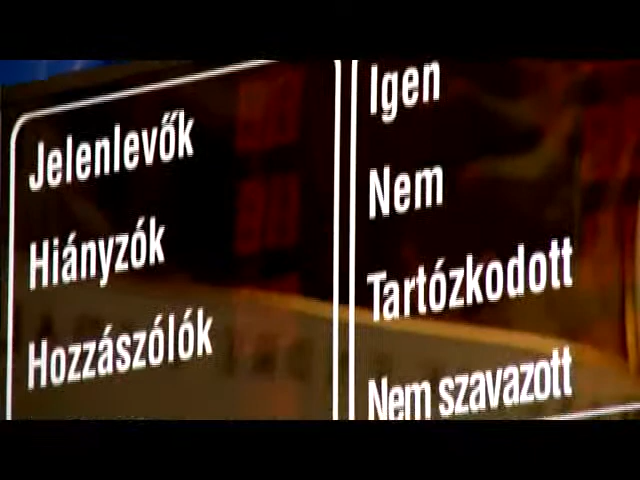 Jelenlevők
Hiányzók
Hozzászólók
Igen
Nem
Tartózkodott
Nem szavazott